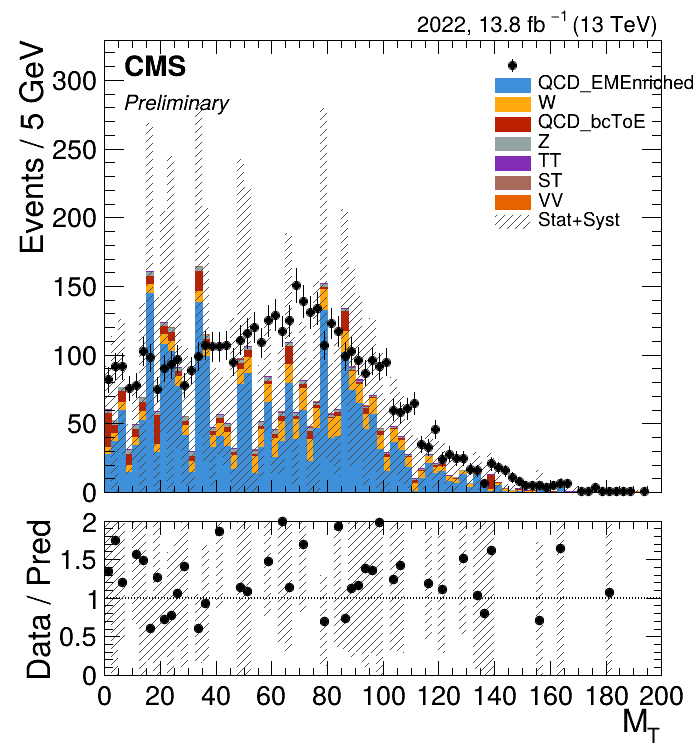 2022, 13.8 fb⁻¹ (13 TeV)
CMS
Preliminary
QCD_EMEnriched
W
QCD_bcToE
Z
TT
ST
VV
Stat+Syst
Events / 5 GeV
300
250
200
150
100
50
0
Data / Pred
2
1.5
1
0.5
0
0 20 40 60 80 100 120 140 160 180 200
M_T